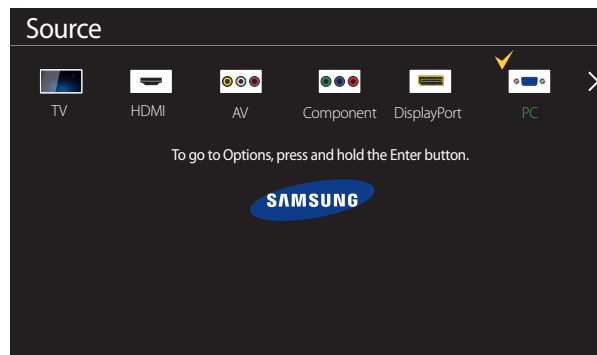 Source
TV HDMI AV Component DisplayPort PC
To go to Options, press and hold the Enter button.
SAMSUNG